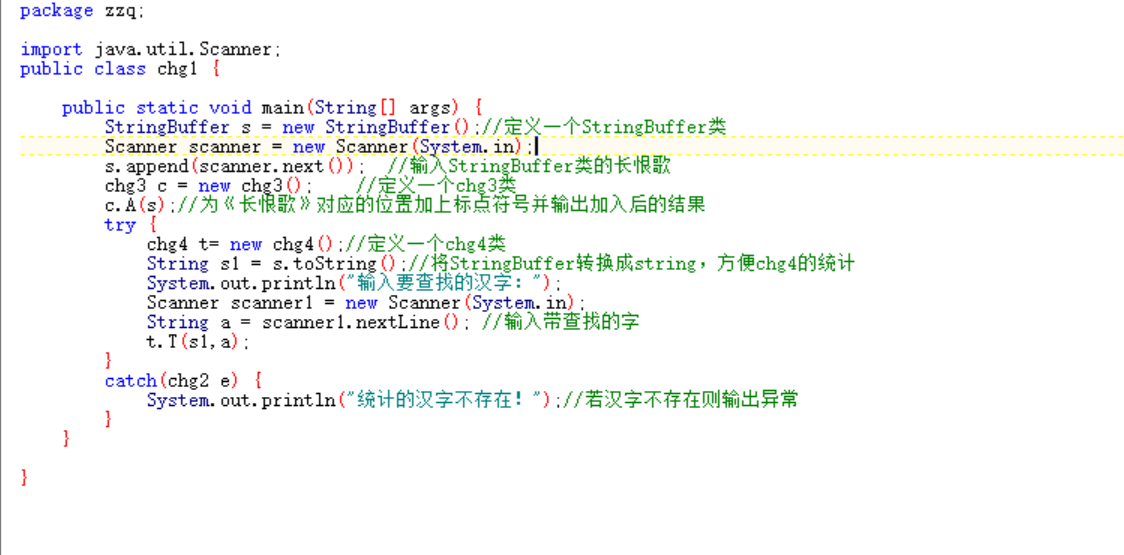 package zzq;
import java.util.Scanner;
public class chg1 {
public static void main(String[] args) {
StringBuffer s = new StringBuffer();//定义一个StringBuffer类
Scanner scanner = new Scanner(System.in);
s.append(scanner.next()); //输入StringBuffer类的长恨歌
chg3 c = new chg3(); //定义一个chg3类
c.A(s);//为《长恨歌》对应的位置加上标点符号并输出加入后的结果
try {
chg4 t= new chg4();//定义一个chg4类
String s1 = s.toString();//将StringBuffer转换成string，方便chg4的统计
System.out.println("输入要查找的汉字：");
Scanner scanner1 = new Scanner(System.in);
String a = scanner1.nextLine(); //输入带查找的字
t.T(s1,a);
}
catch(chg2 e) {
System.out.println("统计的汉字不存在！");//若汉字不存在则输出异常
}
}
}